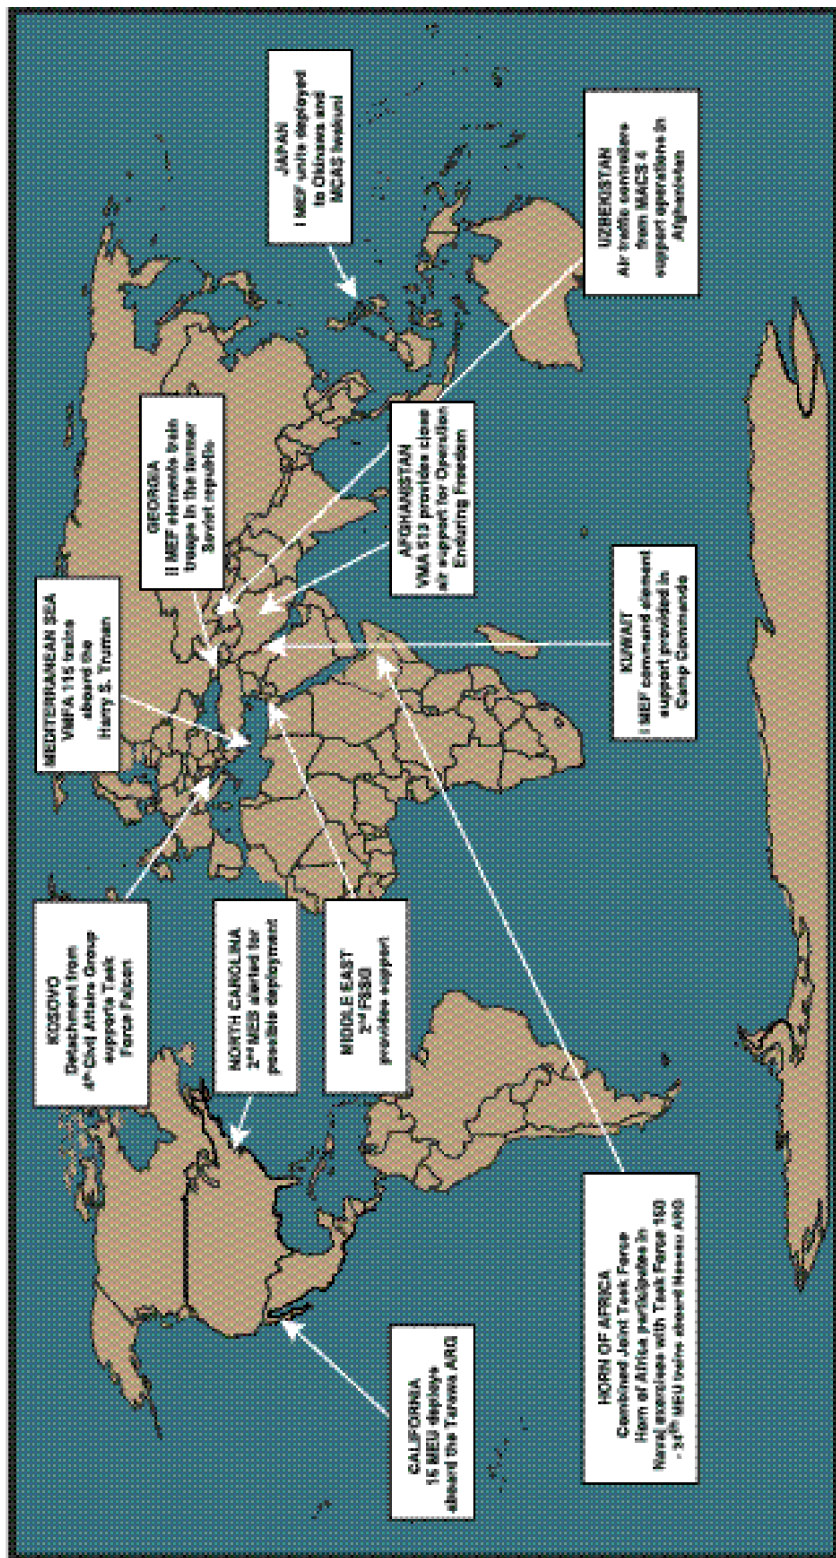 MEDITERRANEAN SEA
VMFA 115 trains
aboard the
Harry S. Truman
KOSOVO
Detachment from
4th Civil Affairs Group
supports Task
Force Falcon
GEORGIA
II MEF elements train
troops in the former
Soviet republic
NORTH CAROLINA
2nd MEB alerted for
possible deployment
JAPAN
I MEF units deployed
to Okinawa and
MCAS Iwakuni
MIDDLE EAST
2nd FSSG
provides support
CALIFORNIA
15 MEU deploys
aboard the Tarawa ARG
AFGHANISTAN
VMA 513 provides close
air support for Operation
Enduring Freedom
HORN OF AFRICA
Combined Joint Task Force
Horn of Africa participates in
Naval exercises with Task Force 150
- 24th MEU trains aboard Nassau ARG
KUWAIT
I MEF command element
support provided in
Camp Commando
UZBEKISTAN
Air traffic controllers
from MACS 4
support operations in
Afghanistan